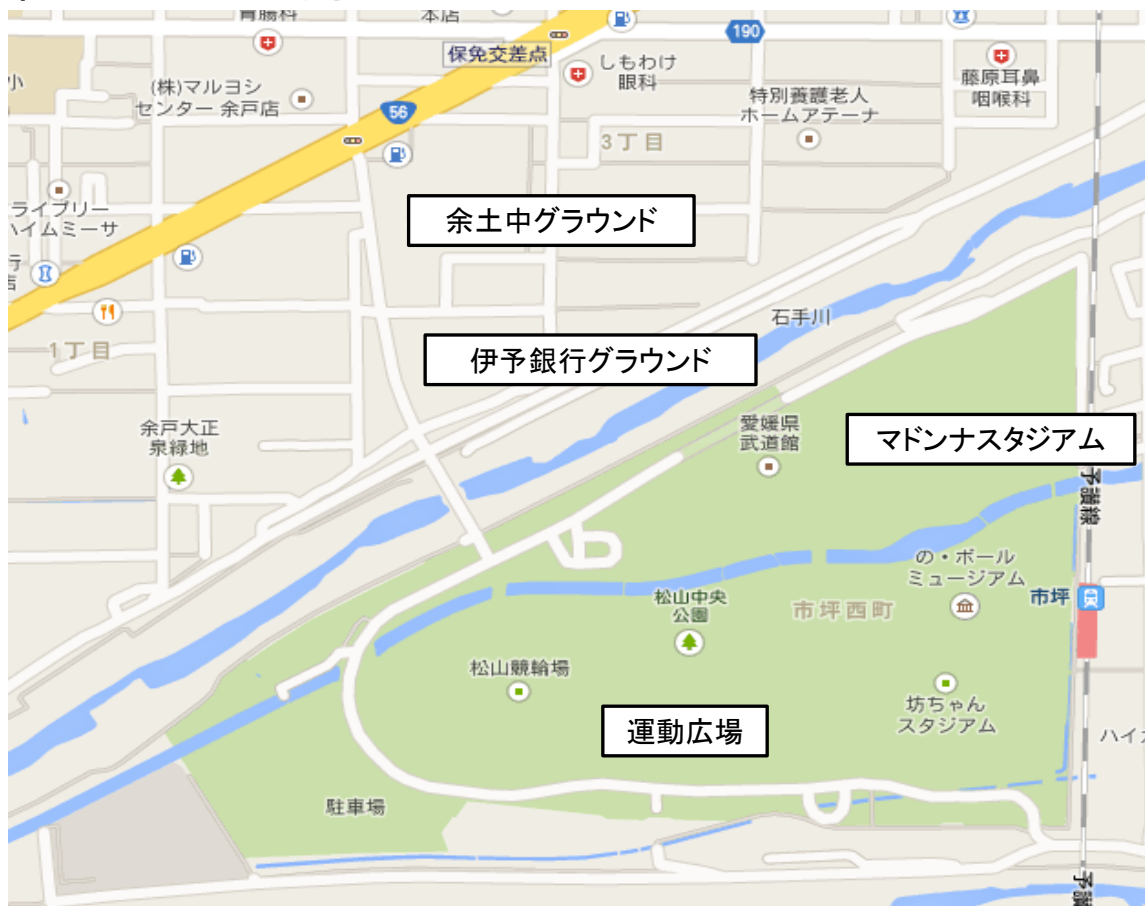 胃腸科
本店
190
保免交差点
しもわけ
眼科
藤原耳鼻
咽喉科
小
(株)マルヨシ
センター 余戸店
56
特別養護老人
ホームアテーナ
3丁目
ライブリー
ハイムミーサ
余土中グラウンド
行
店
石手川
1丁目
伊予銀行グラウンド
余戸大正
泉緑地
愛媛県
武道館
マドンナスタジアム
予讃線
の・ボール
ミュージアム
市坪
松山中央
公園
市坪西町
松山競輪場
坊ちゃん
スタジアム
運動広場
ハイ
駐車場
予讃